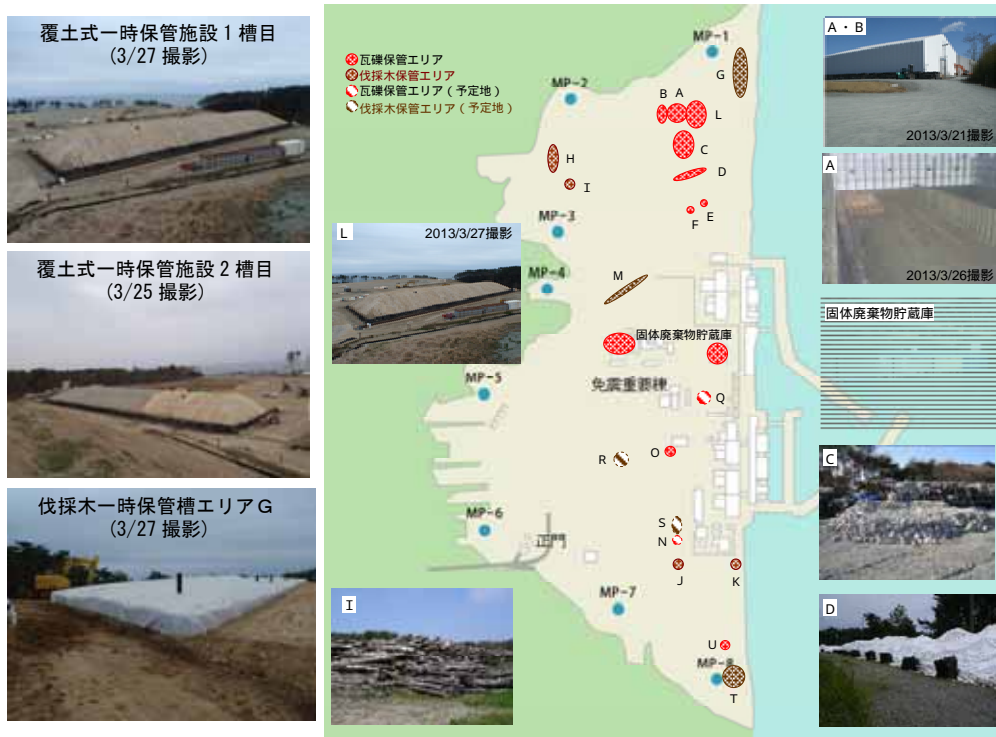 覆土式一時保管施設1槽目
(3/27 撮影)
覆土式一時保管施設2槽目
(3/25 撮影)
伐採木一時保管槽エリアG
(3/27 撮影)
瓦礫保管エリア
伐採木保管エリア
瓦礫保管エリア(予定地)
伐採木保管エリア(予定地)
MP-1
G
MP-2
B A
L
C
H
D
I
E
F
MP-3
L
2013/3/27撮影
MP-4
M
固体廃棄物貯蔵庫
MP-5
免震重要棟
Q
R
O
MP-6
正門
S
N
J
K
MP-7
I
U
MP-8
T
A・B
2013/3/21撮影
A
2013/3/26撮影
固体廃棄物貯蔵庫
C
D